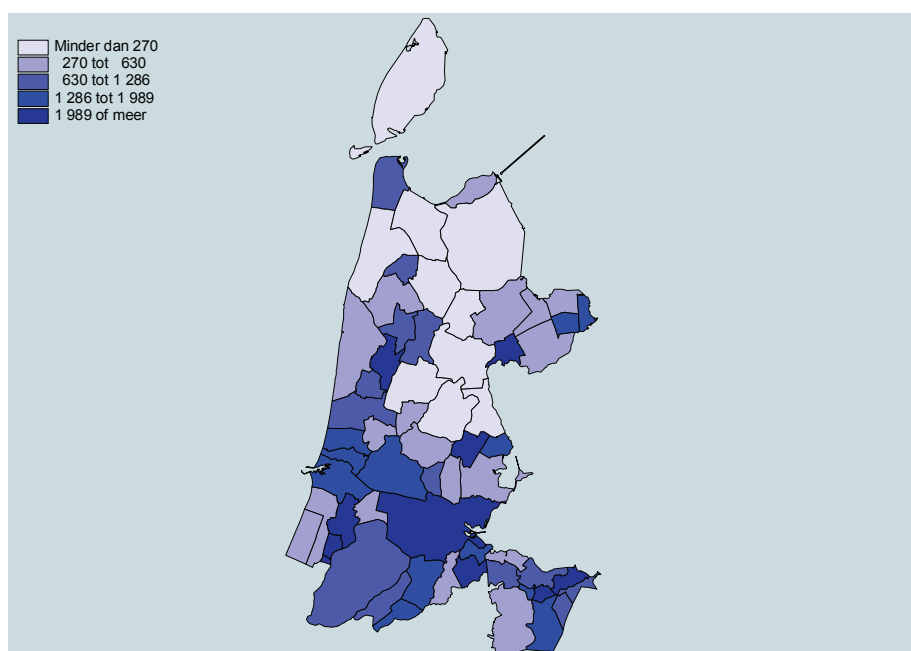 Minder dan 270
270 tot 630
630 tot 1 286
1 286 tot 1 989
1 989 of meer